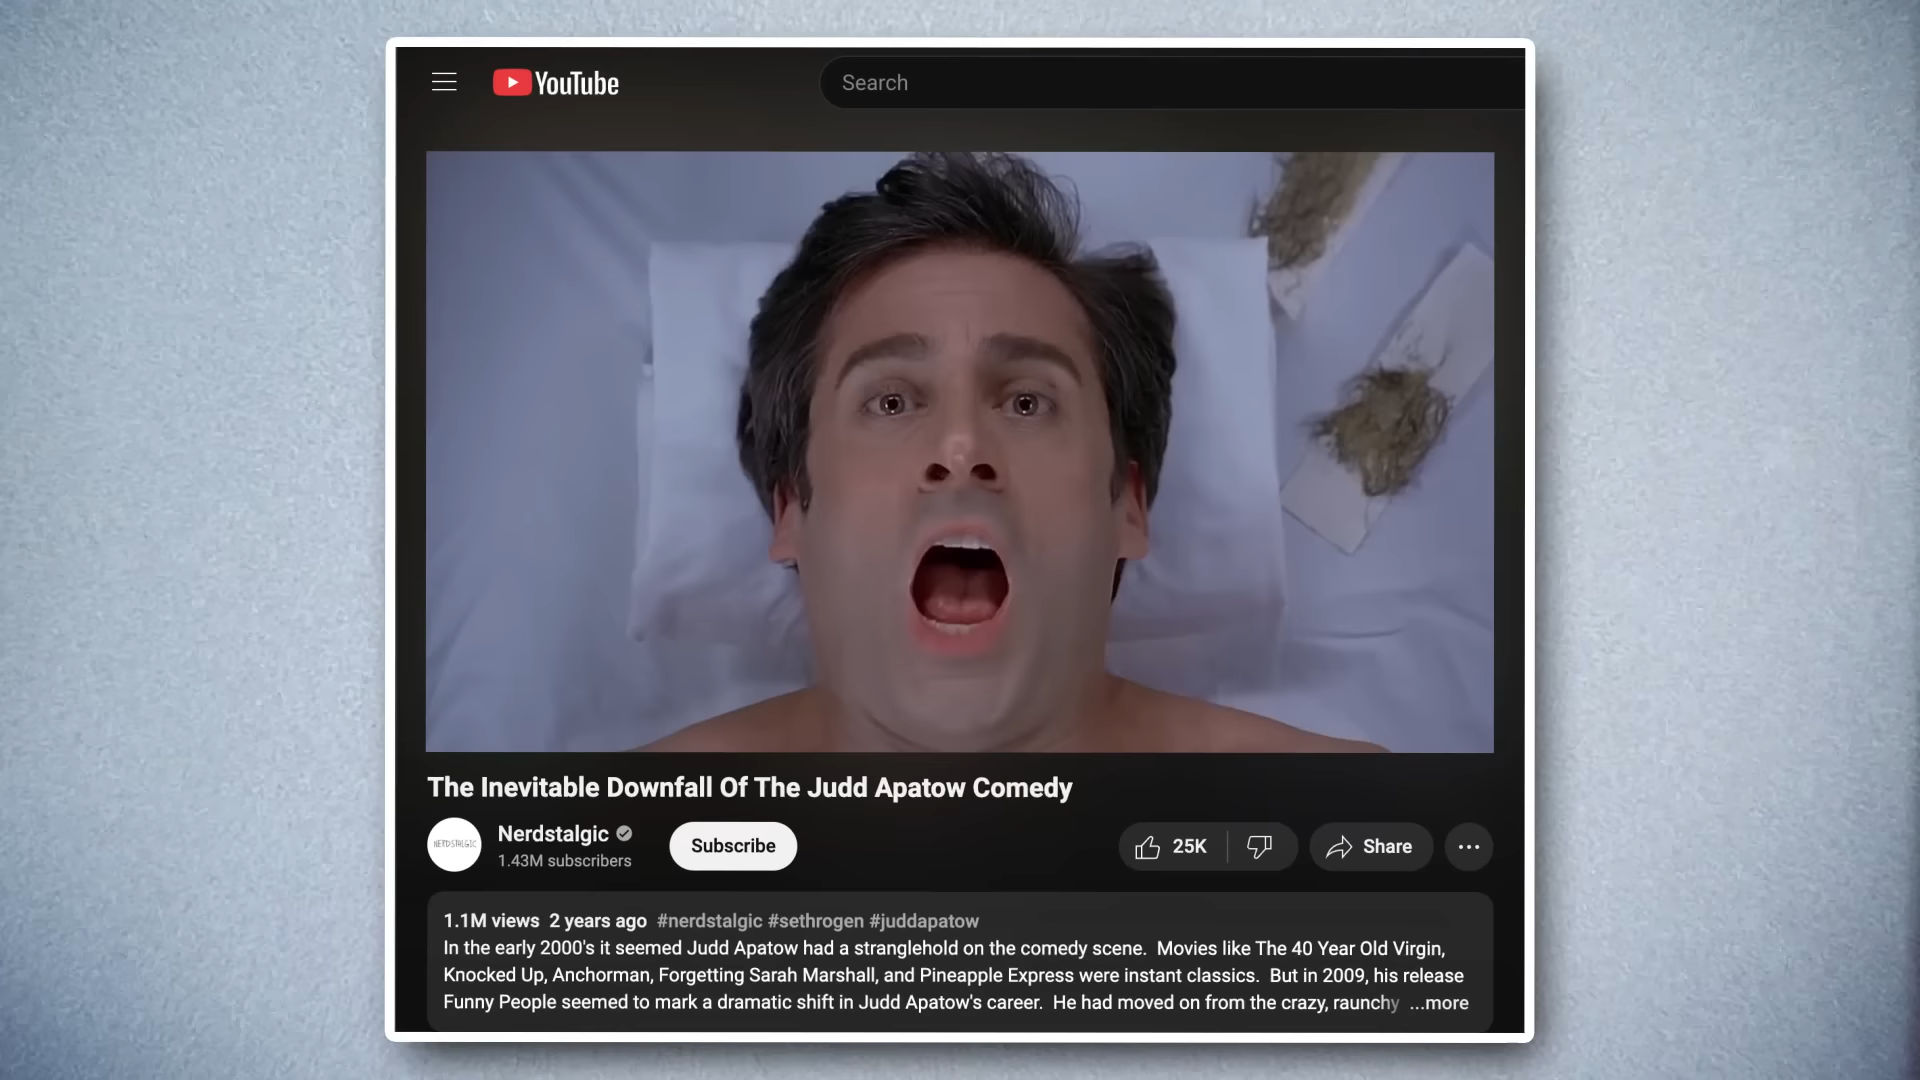 YouTube
Search
The Inevitable Downfall Of The Judd Apatow Comedy
NERDSTALGIC
Nerdstalgic
1.43M subscribers
Subscribe
25K
Share
1.1M views 2 years ago #nerdstalgic #sethrogen #juddapatow
In the early 2000's it seemed Judd Apatow had a stranglehold on the comedy scene. Movies like The 40 Year Old Virgin,
Knocked Up, Anchorman, Forgetting Sarah Marshall, and Pineapple Express were instant classics. But in 2009, his release
Funny People seemed to mark a dramatic shift in Judd Apatow's career. He had moved on from the crazy, raunchy ...more